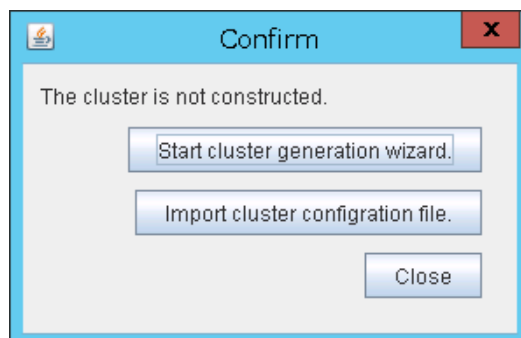 Confirm
x
The cluster is not constructed.
Start cluster generation wizard.
Import cluster configration file.
Close